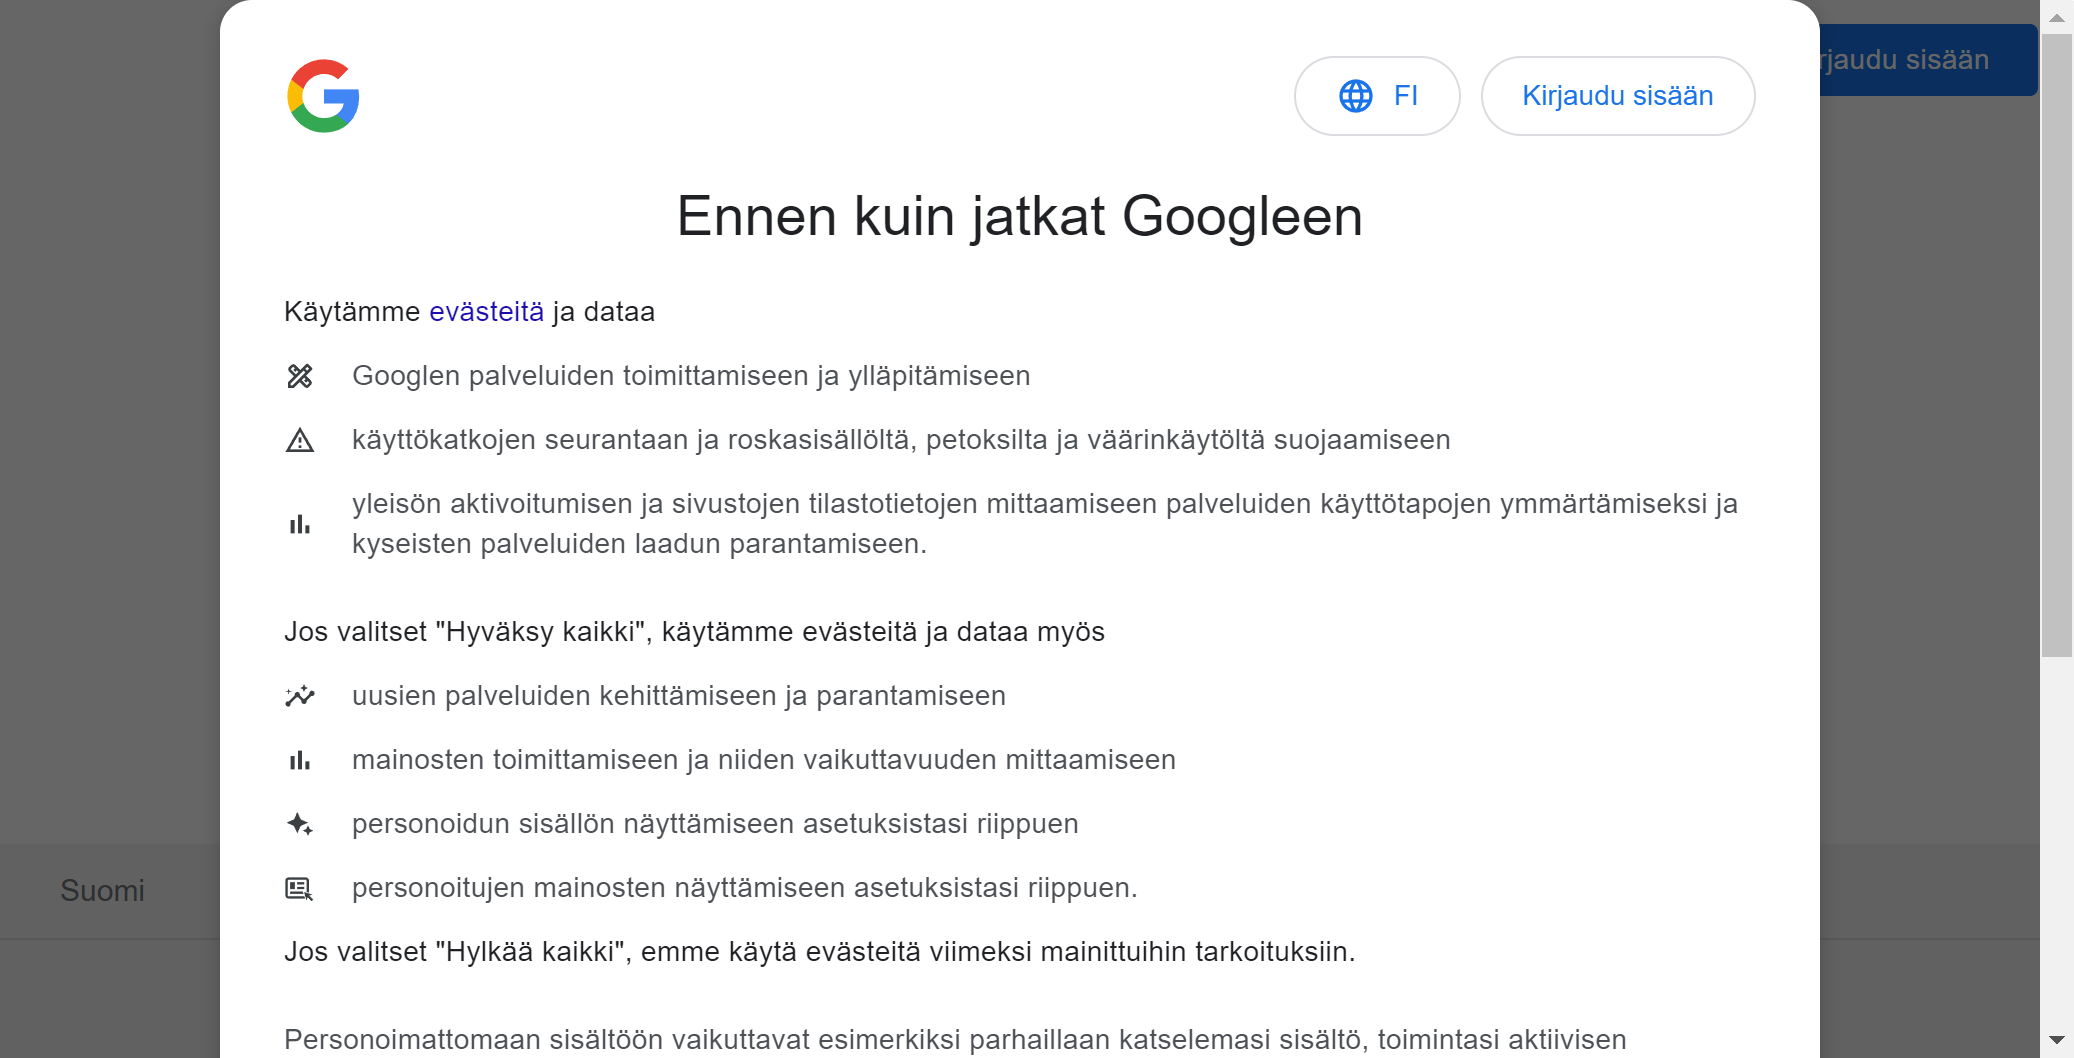 FI
Kirjaudu sisään
rjaudu sisään
Ennen kuin jatkat Googleen
Käytämme evästeitä ja dataa
Googlen palveluiden toimittamiseen ja ylläpitämiseen
käyttökatkojen seurantaan ja roskasisällöltä, petoksilta ja väärinkäytöltä suojaamiseen
yleisön aktivoitumisen ja sivustojen tilastotietojen mittaamiseen palveluiden käyttötapojen ymmärtämiseksi ja
kyseisten palveluiden laadun parantamiseen.
Jos valitset "Hyväksy kaikki", käytämme evästeitä ja dataa myös
uusien palveluiden kehittämiseen ja parantamiseen
mainosten toimittamiseen ja niiden vaikuttavuuden mittaamiseen
personoidun sisällön näyttämiseen asetuksistasi riippuen
personoitujen mainosten näyttämiseen asetuksistasi riippuen.
Suomi
Jos valitset "Hylkää kaikki", emme käytä evästeitä viimeksi mainittuihin tarkoituksiin.
Personoimattomaan sisältöön vaikuttavat esimerkiksi parhaillaan katselemasi sisältö, toimintasi aktiivisen